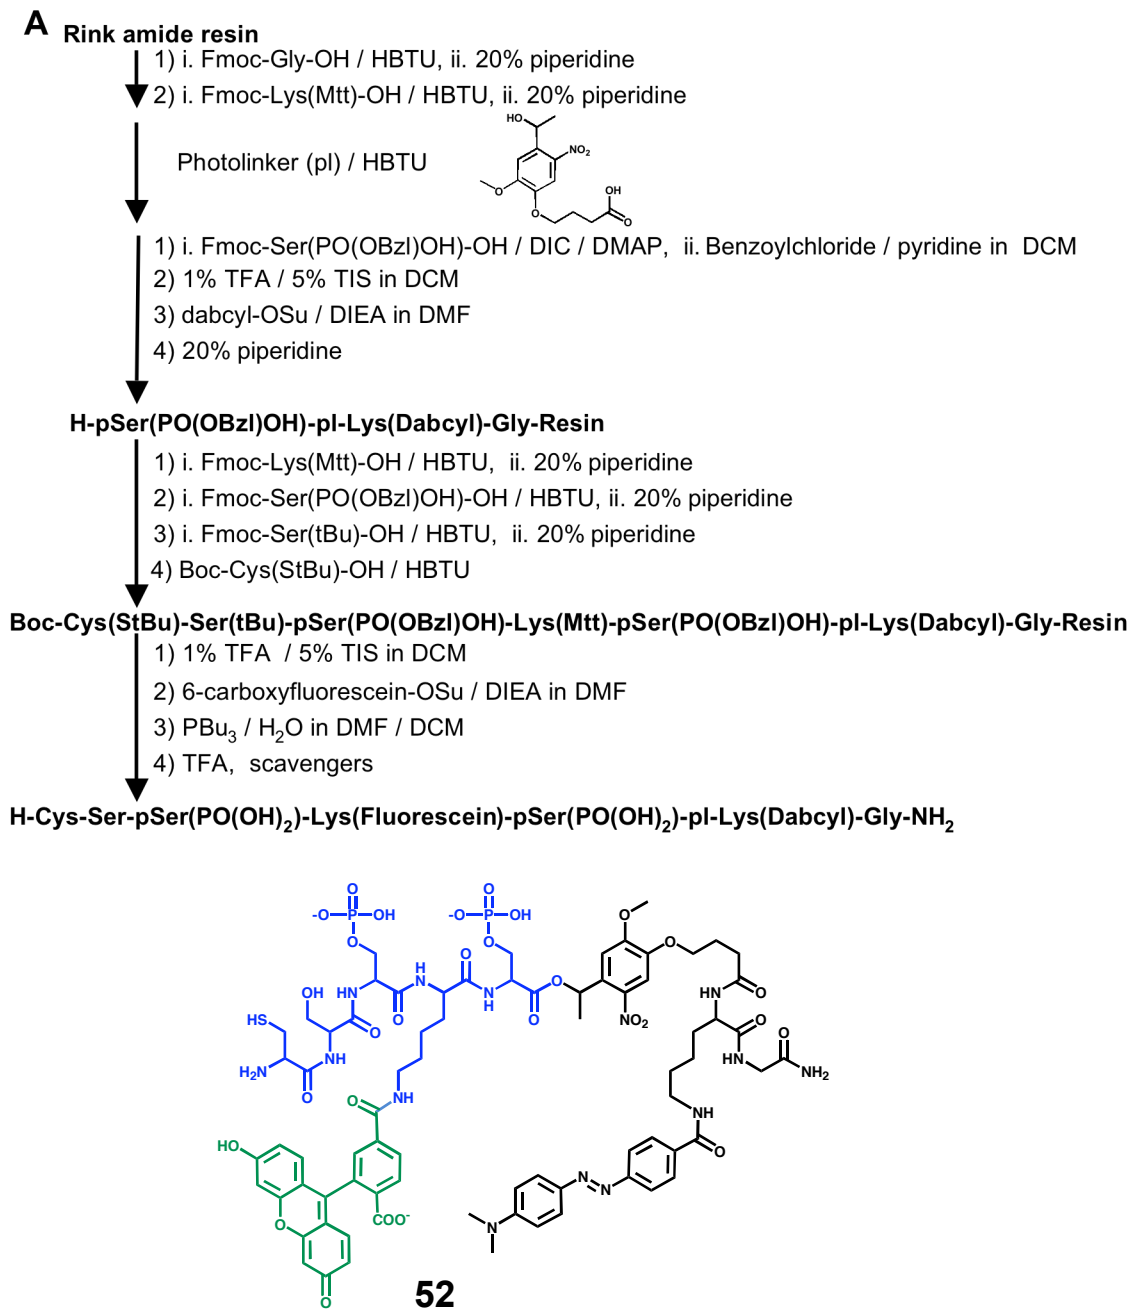 A
Rink amide resin
1) i. Fmoc-Gly-OH / HBTU, ii. 20% piperidine
2) i. Fmoc-Lys(Mtt)-OH / HBTU, ii. 20% piperidine
HO
NO2
Photolinker (pl) / HBTU
O
OH
O
O
1) i. Fmoc-Ser(PO(OBzl)OH)-OH / DIC / DMAP, ii. Benzoylchloride / pyridine in DCM
2) 1% TFA / 5% TIS in DCM
3) dabcyl-OSu / DIEA in DMF
4) 20% piperidine
H-pSer(PO(OBzl)OH)-pl-Lys(Dabcyl)-Gly-Resin
1) i. Fmoc-Lys(Mtt)-OH / HBTU, ii. 20% piperidine
2) i. Fmoc-Ser(PO(OBzl)OH)-OH / HBTU, ii. 20% piperidine
3) i. Fmoc-Ser(tBu)-OH / HBTU, ii. 20% piperidine
4) Boc-Cys(StBu)-OH / HBTU
Boc-Cys(StBu)-Ser(tBu)-pSer(PO(OBzl)OH)-Lys(Mtt)-pSer(PO(OBzl)OH)-pl-Lys(Dabcyl)-Gly-Resin
1) 1% TFA / 5% TIS in DCM
2) 6-carboxyfluorescein-OSu / DIEA in DMF
3) PBu3 / H2O in DMF / DCM
4) TFA, scavengers
H-Cys-Ser-pSer(PO(OH)2)-Lys(Fluorescein)-pSer(PO(OH)2)-pl-Lys(Dabcyl)-Gly-NH2
O O
-O P OH -O P OH O
O O O
H O
OH HN N O O
HS O N H O NO2 HN O
O O O
H2N NH HN NH2
O O NH NH
HO O
N N
O COO-
N
O
52